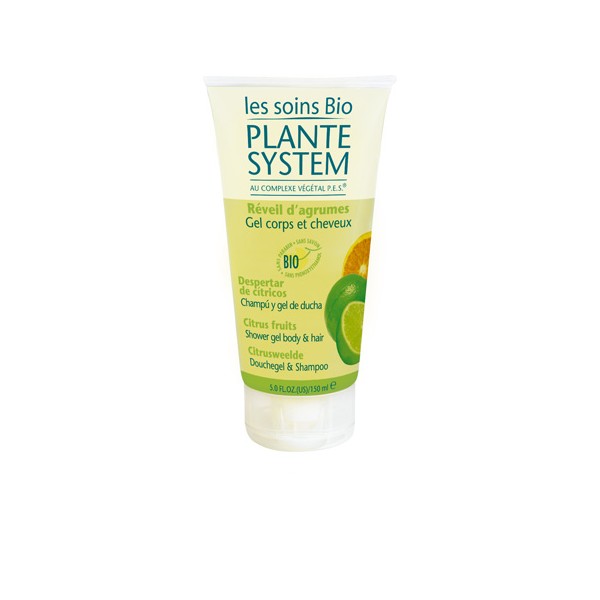 les soins Bio
PLANTE
SYSTEM
AU COMPLEXE VÉGÉTAL P.E.S.®
Réveil d'agrumes
Gel corps et cheveux
BIO
Despertar
de cítricos
Champú y gel de ducha
Citrus fruits
Shower gel body & hair
Citrusweelde
Douchegel & Shampoo
5.0 FL.OZ.(US)/150 ml ℮